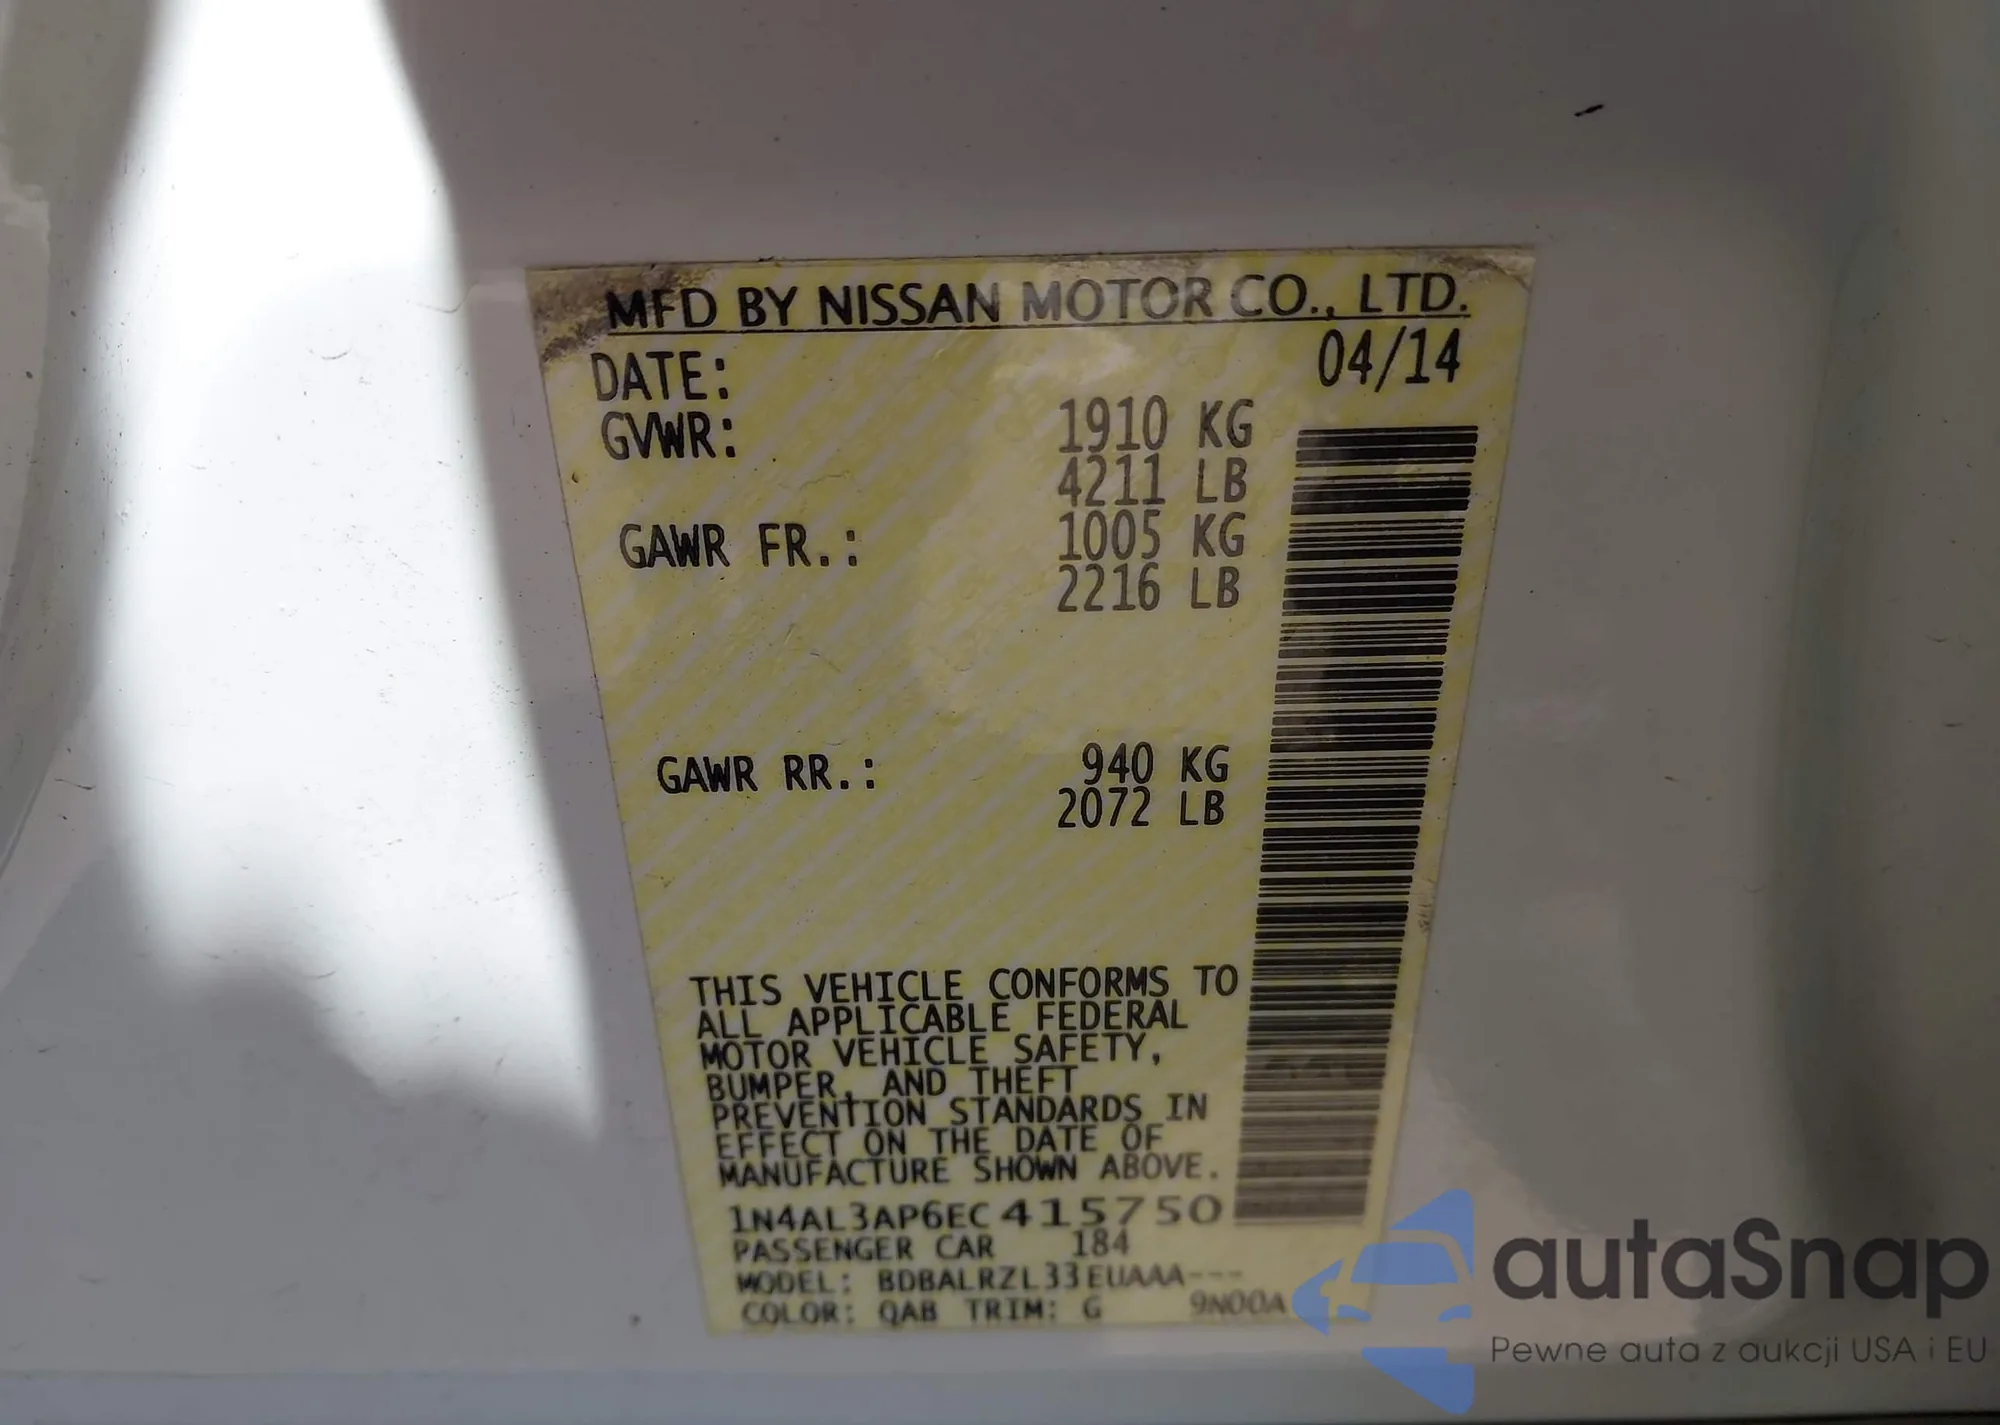 MFD BY NISSAN MOTOR CO., LTD.
DATE: 04/14
GVWR: 1910 KG
4211 LB
GAWR FR.: 1005 KG
2216 LB
GAWR RR.: 940 KG
2072 LB
THIS VEHICLE CONFORMS TO
ALL APPLICABLE FEDERAL
MOTOR VEHICLE SAFETY,
BUMPER, AND THEFT
PREVENTION STANDARDS IN
EFFECT ON THE DATE OF
MANUFACTURE SHOWN ABOVE.
1N4AL3AP6EC415750
PASSENGER CAR 184
MODEL: BDBALRZL33EUAAA---
COLOR: QAB TRIM: G 9N00A
autaSnap
Pewne auta z aukcji USA i EU